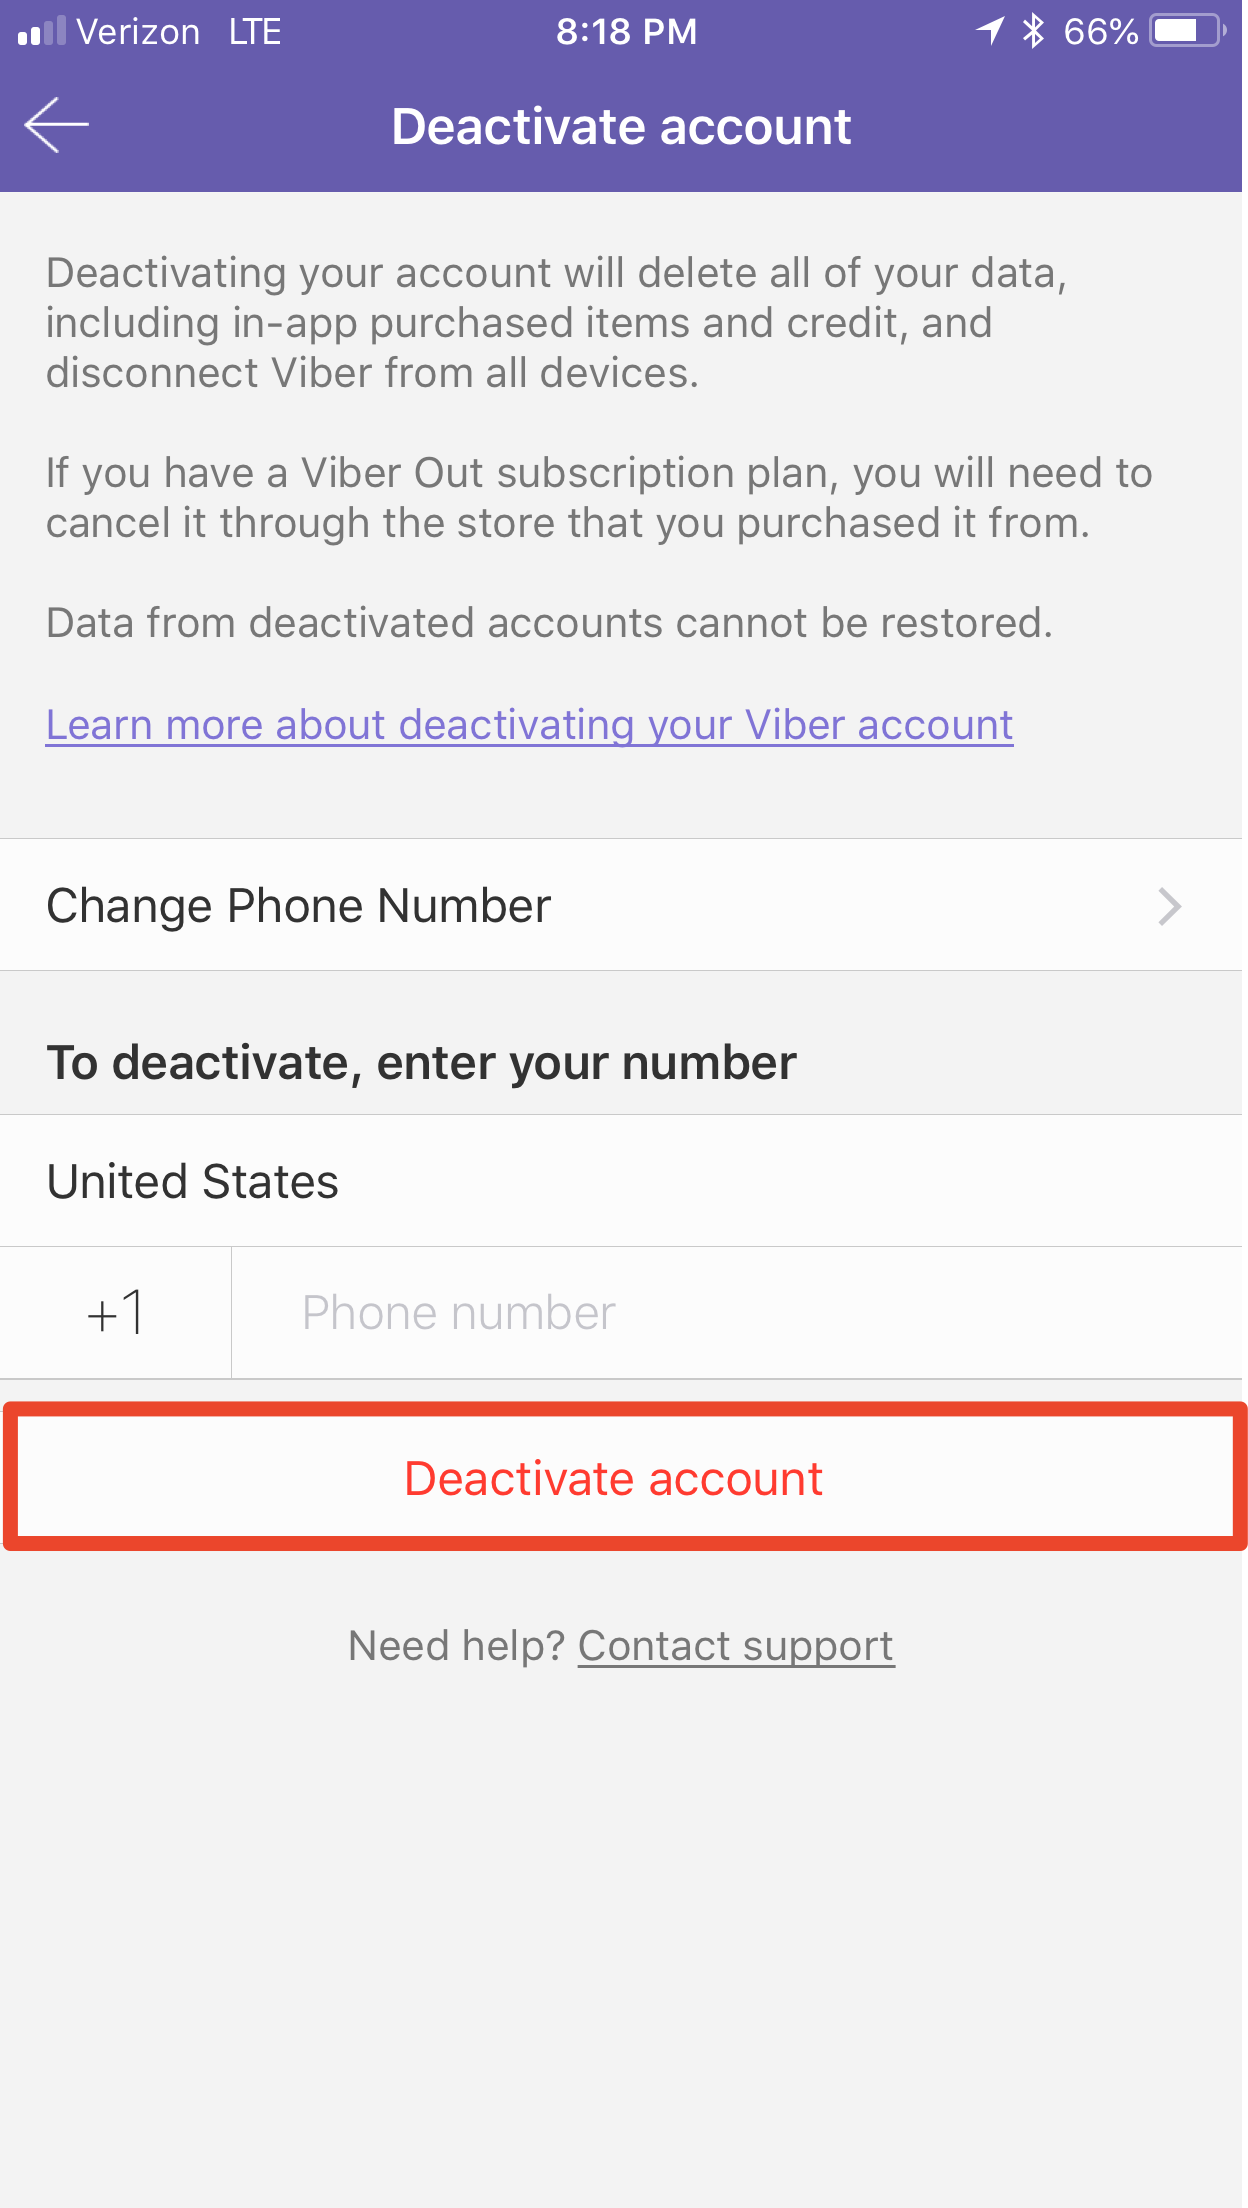 Verizon LTE 8:18 PM 66%
Deactivate account
Deactivating your account will delete all of your data,
including in-app purchased items and credit, and
disconnect Viber from all devices.
If you have a Viber Out subscription plan, you will need to
cancel it through the store that you purchased it from.
Data from deactivated accounts cannot be restored.
Learn more about deactivating your Viber account
Change Phone Number
To deactivate, enter your number
United States
+1 Phone number
Deactivate account
Need help? Contact support